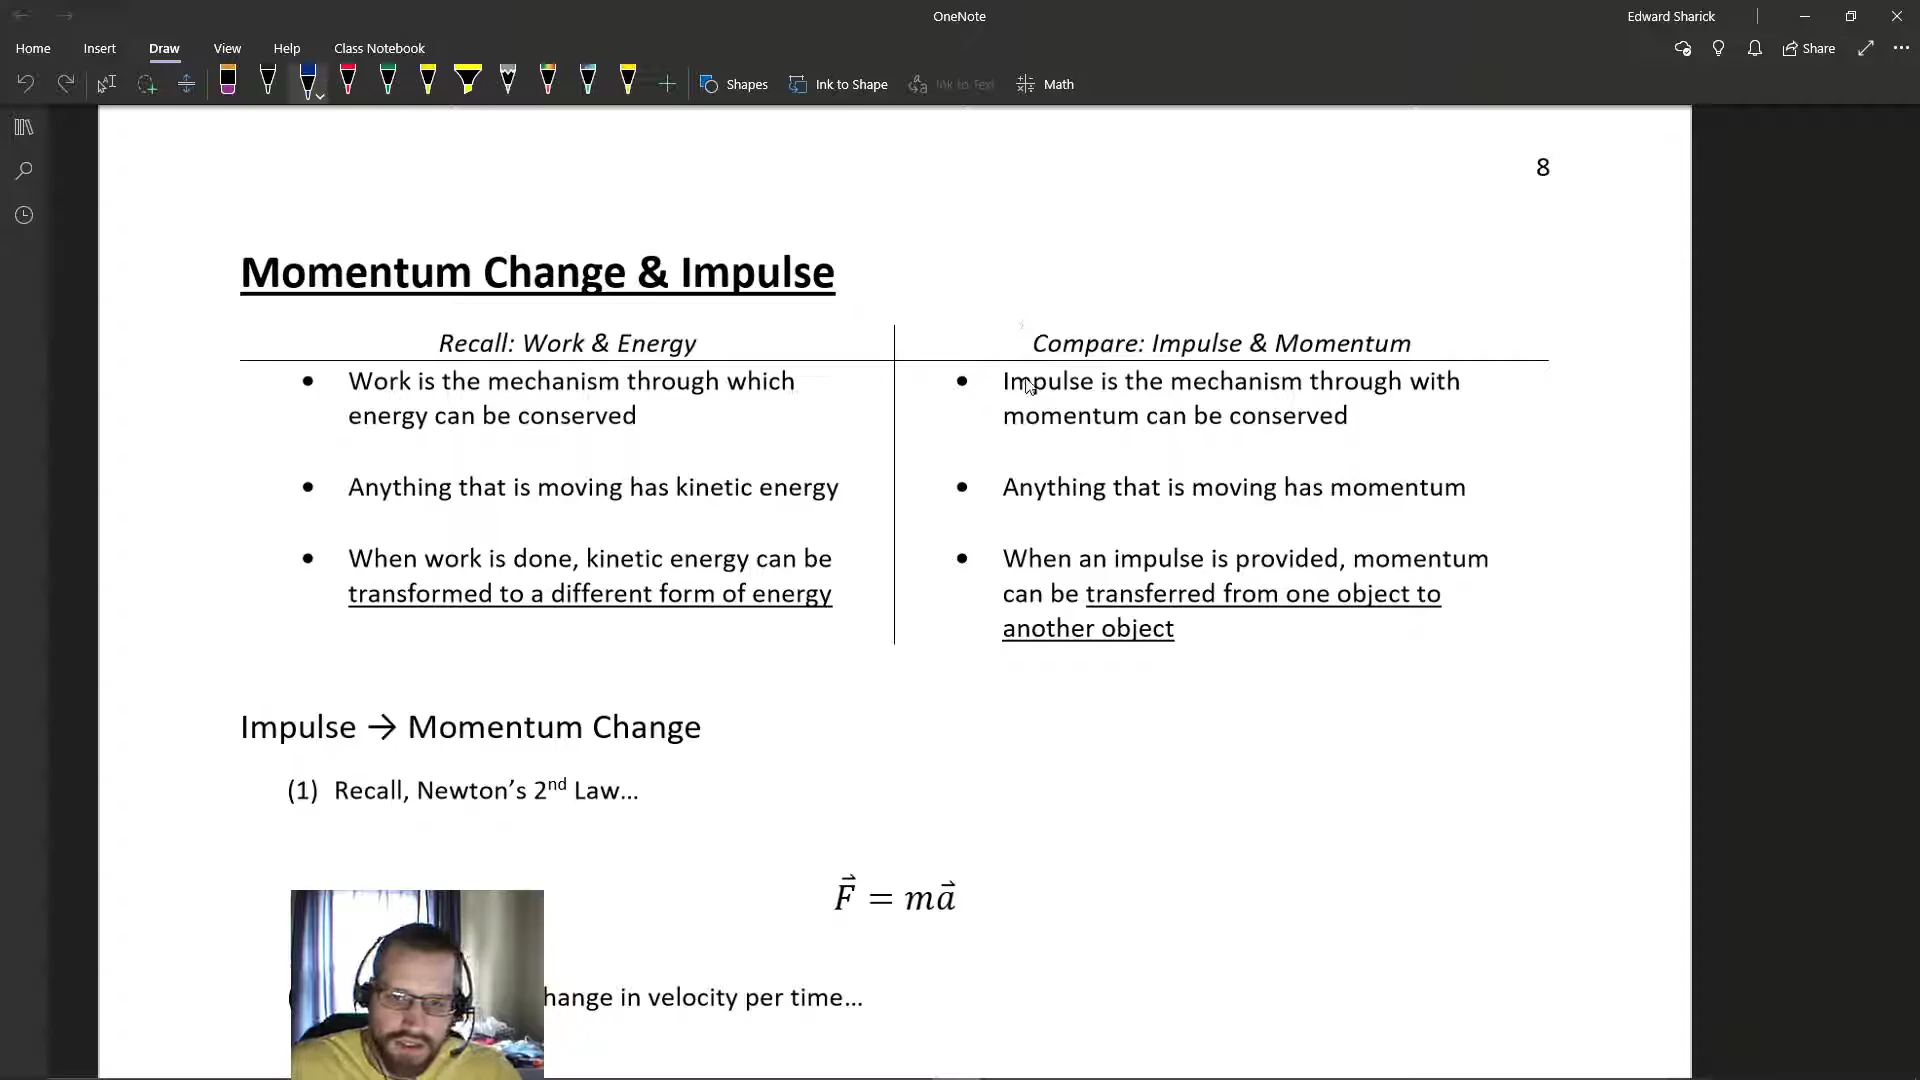 OneNote
Edward Sharick
Home Insert Draw View Help Class Notebook
Share
Shapes Ink to Shape Ink to Text Math
8
Momentum Change & Impulse
Recall: Work & Energy
Compare: Impulse & Momentum
• Work is the mechanism through which
energy can be conserved
• Anything that is moving has kinetic energy
• When work is done, kinetic energy can be
transformed to a different form of energy
• Impulse is the mechanism through with
momentum can be conserved
• Anything that is moving has momentum
• When an impulse is provided, momentum
can be transferred from one object to
another object
Impulse → Momentum Change
(1) Recall, Newton’s 2nd Law…
F⃗ = ma⃗
hange in velocity per time…